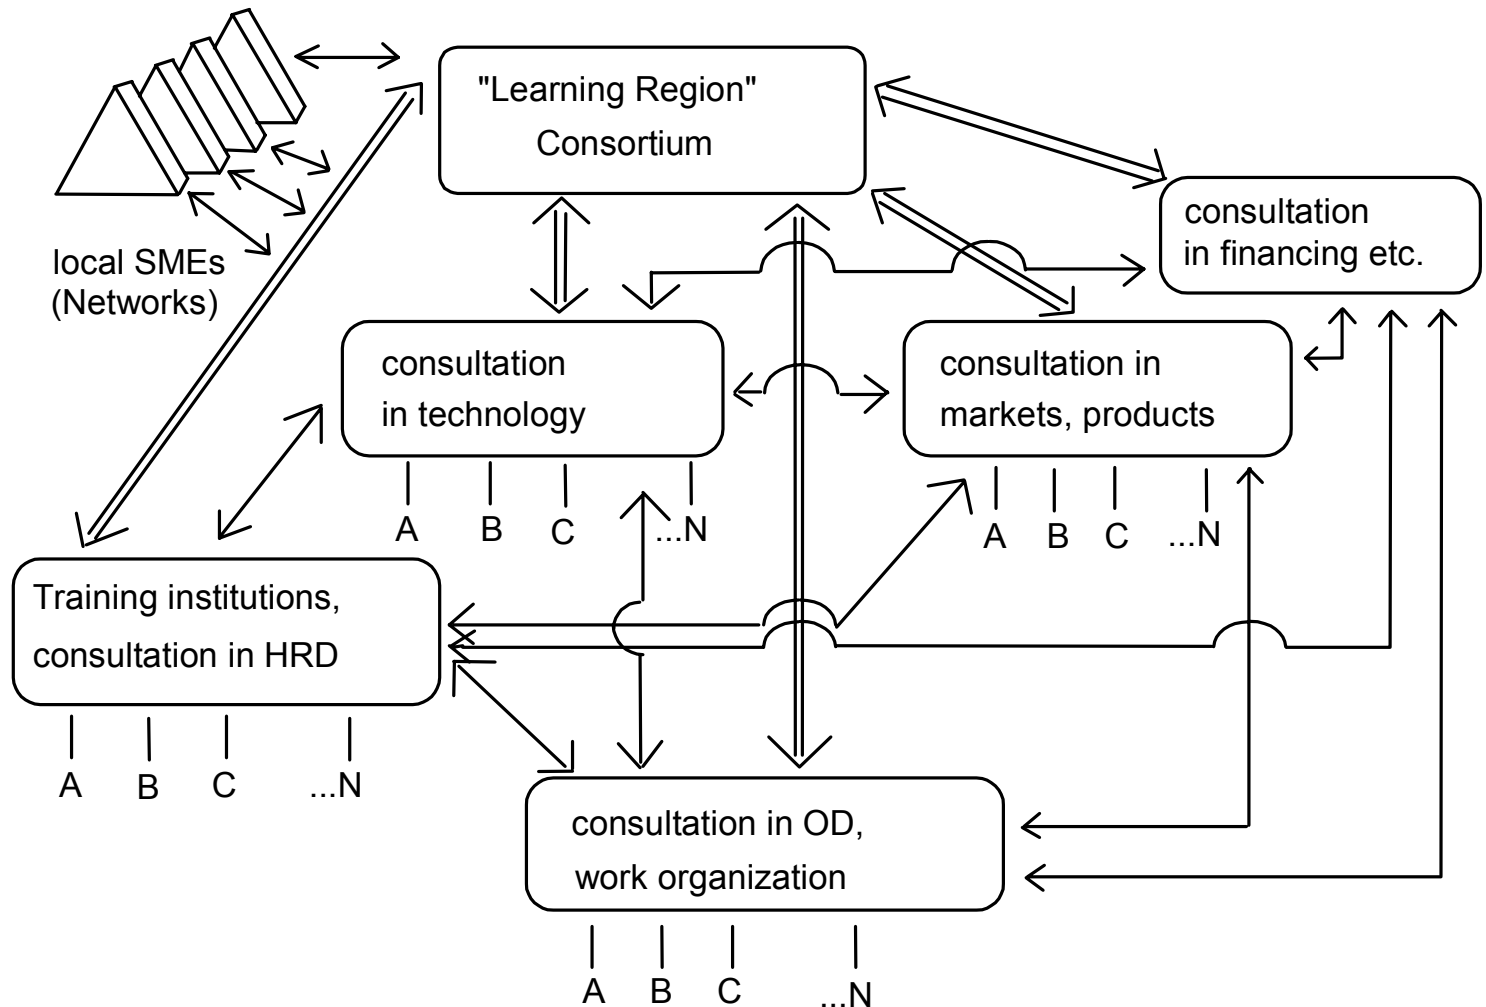 "Learning Region"
Consortium
local SMEs
(Networks)
consultation
in financing etc.
consultation
in technology
A B C ...N
consultation in
markets, products
A B C ...N
Training institutions,
consultation in HRD
A B C ...N
consultation in OD,
work organization
A B C ...N